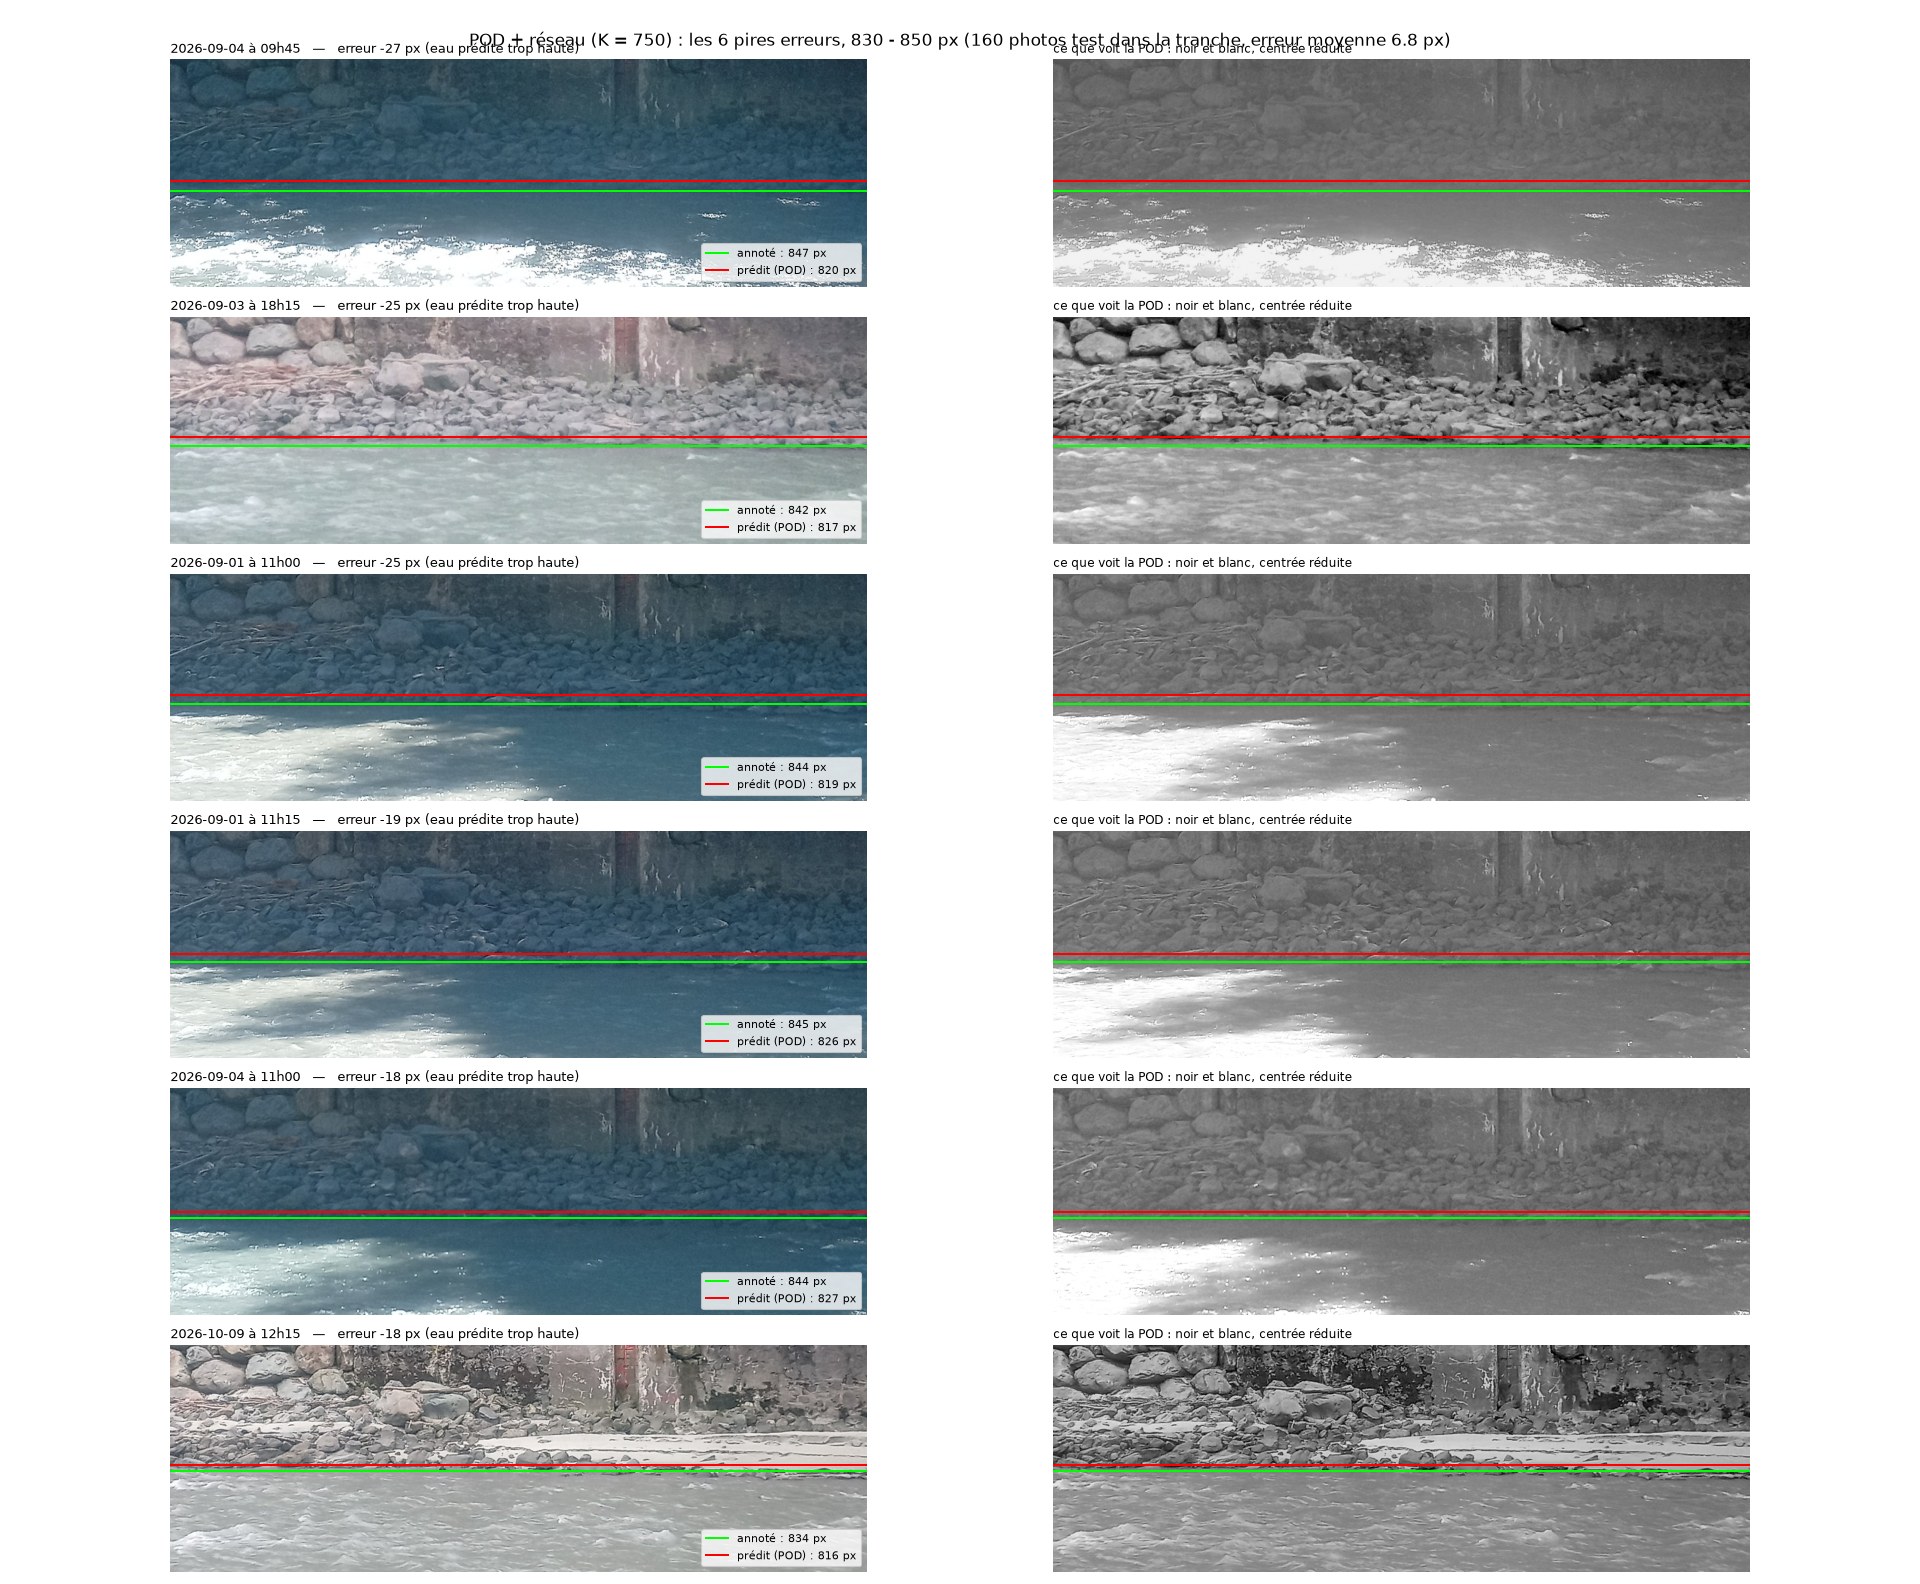 POD + réseau (K = 750) : les 6 pires erreurs, 830 - 850 px (160 photos test dans la tranche, erreur moyenne 6.8 px)
2026-09-04 à 09h45 — erreur -27 px (eau prédite trop haute)
ce que voit la POD : noir et blanc, centrée réduite
annoté : 847 px
prédit (POD) : 820 px
2026-09-03 à 18h15 — erreur -25 px (eau prédite trop haute)
ce que voit la POD : noir et blanc, centrée réduite
annoté : 842 px
prédit (POD) : 817 px
2026-09-01 à 11h00 — erreur -25 px (eau prédite trop haute)
ce que voit la POD : noir et blanc, centrée réduite
annoté : 844 px
prédit (POD) : 819 px
2026-09-01 à 11h15 — erreur -19 px (eau prédite trop haute)
ce que voit la POD : noir et blanc, centrée réduite
annoté : 845 px
prédit (POD) : 826 px
2026-09-04 à 11h00 — erreur -18 px (eau prédite trop haute)
ce que voit la POD : noir et blanc, centrée réduite
annoté : 844 px
prédit (POD) : 827 px
2026-10-09 à 12h15 — erreur -18 px (eau prédite trop haute)
ce que voit la POD : noir et blanc, centrée réduite
annoté : 834 px
prédit (POD) : 816 px